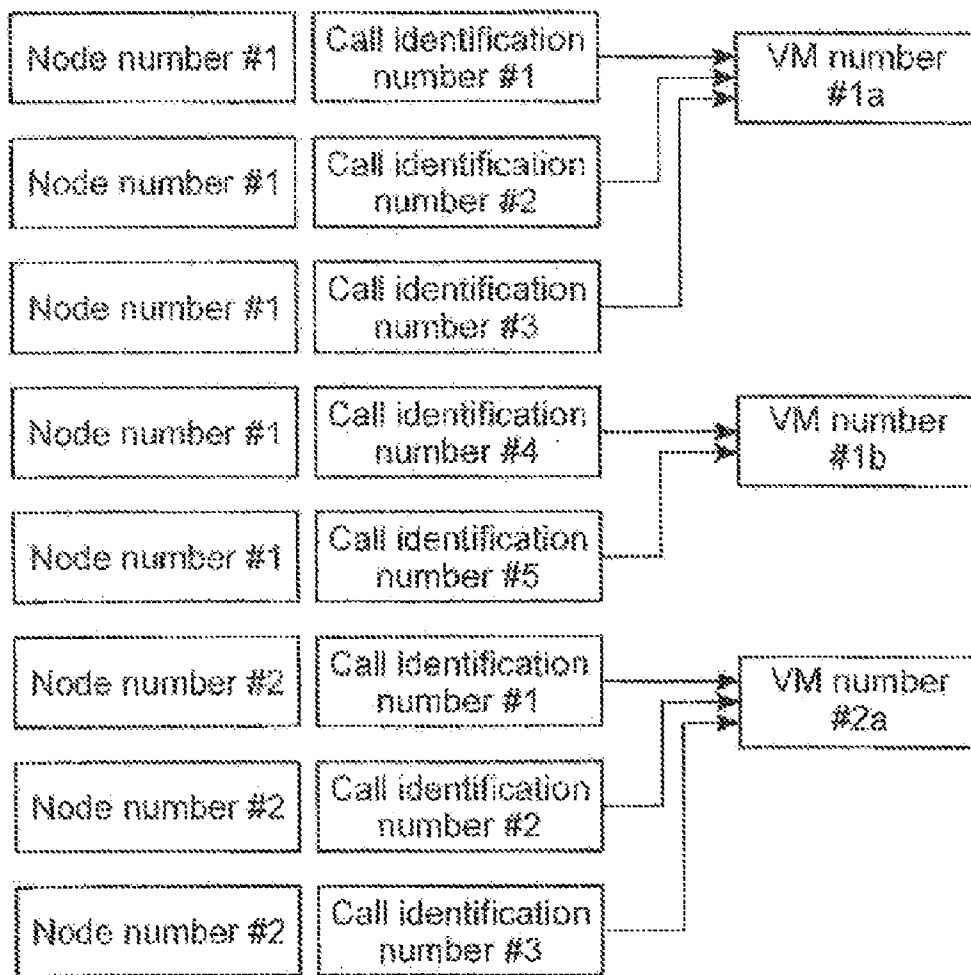 Node number #1
Call identification
number #1
VM number
#1a
Node number #1
Call identification
number #2
Node number #1
Call identification
number #3
Node number #1
Call identification
number #4
VM number
#1b
Node number #1
Call identification
number #5
Node number #2
Call identification
number #1
VM number
#2a
Node number #2
Call identification
number #2
Node number #2
Call identification
number #3